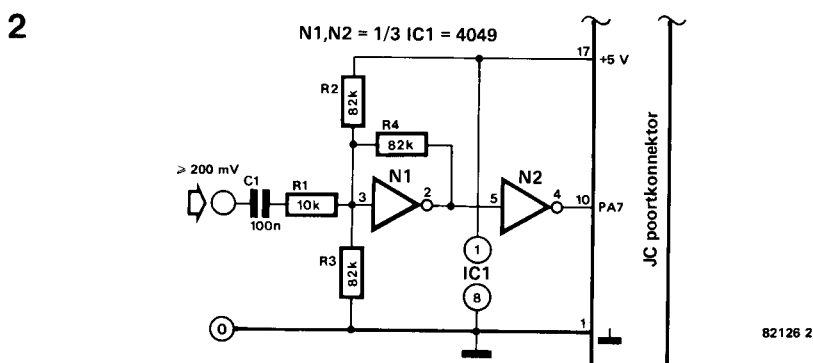 2
N1,N2 = 1/3 IC1 = 4049
17
+5 V
R2
82k
R4
82k
≥ 200 mV
C1
100n
R1
10k
3
N1
2
5
N2
4
10
PA7
R3
82k
1
IC1
8
0
1
JC poortkonnektor
82126 2